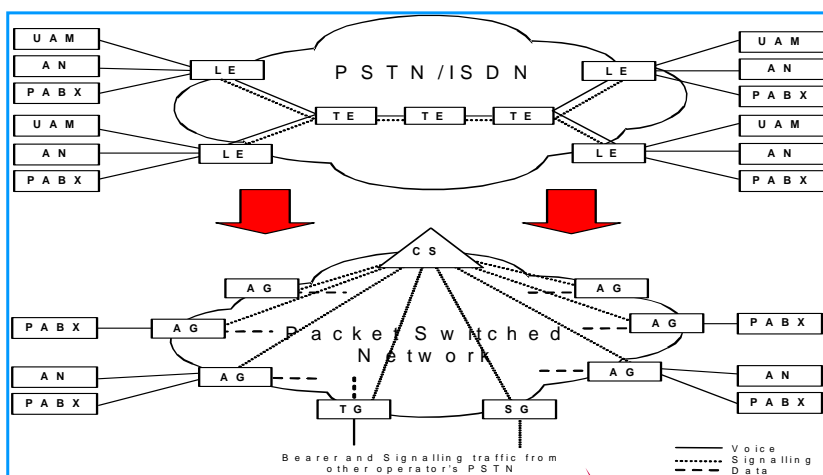 UAM
AN
PABX
UAM
AN
PABX
LE
LE
PSTN/ISDN
TE
TE
TE
LE
LE
UAM
AN
PABX
UAM
AN
PABX
CS
AG
AG
PABX
AG
AG
PABX
Packet Switched
Network
AN
PABX
AG
AG
AN
PABX
TG
SG
Bearer and Signalling traffic from
other operator's PSTN
Voice
Signalling
Data